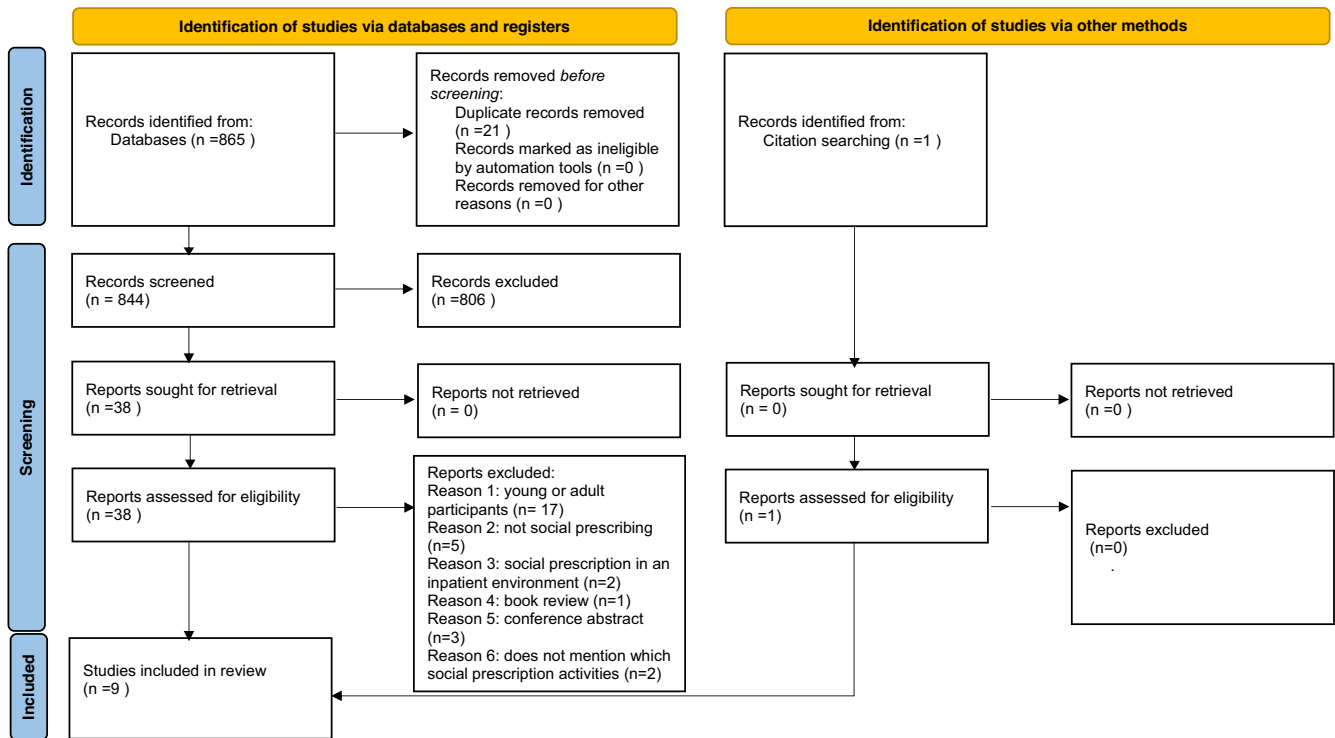 Identification of studies via databases and registers
Identification of studies via other methods
Identification
Records identified from:
Databases (n =865 )
Records removed before
screening:
Duplicate records removed
(n =21 )
Records marked as ineligible
by automation tools (n =0 )
Records removed for other
reasons (n =0 )
Records identified from:
Citation searching (n =1 )
Screening
Records screened
(n = 844)
Records excluded
(n =806 )
Reports sought for retrieval
(n =38 )
Reports not retrieved
(n = 0)
Reports sought for retrieval
(n = 0)
Reports not retrieved
(n =0 )
Reports assessed for eligibility
(n =38 )
Reports excluded:
Reason 1: young or adult
participants (n= 17)
Reason 2: not social prescribing
(n=5)
Reason 3: social prescription in an
inpatient environment (n=2)
Reason 4: book review (n=1)
Reason 5: conference abstract
(n=3)
Reason 6: does not mention which
social prescription activities (n=2)
Reports assessed for eligibility
(n =1)
Reports excluded
(n=0)
.
Included
Studies included in review
(n =9 )